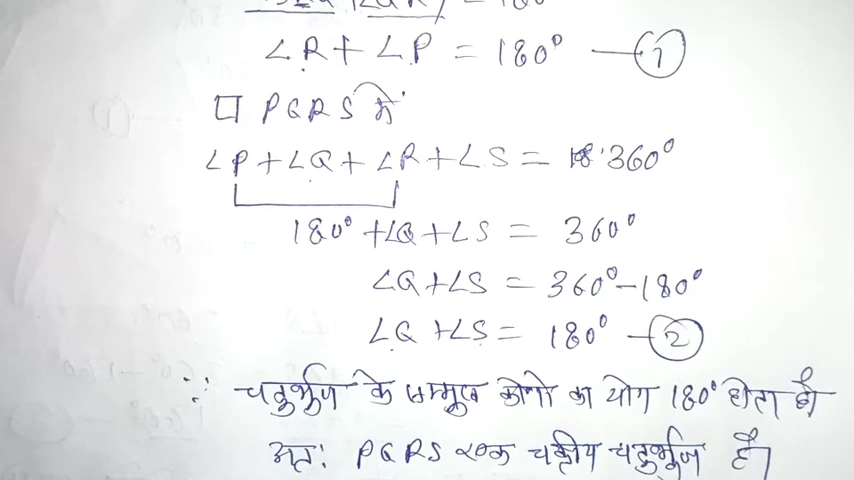 ∠R + ∠P = 180° — (1)
□ PQRS में
∠P + ∠Q + ∠R + ∠S = 360°
180° + ∠Q + ∠S = 360°
∠Q + ∠S = 360° - 180°
∠Q + ∠S = 180° — (2)
∵ चतुर्भुज के सम्मुख कोणो का योग 180° होता है
अतः PQRS एक चक्रीय चतुर्भुज है।